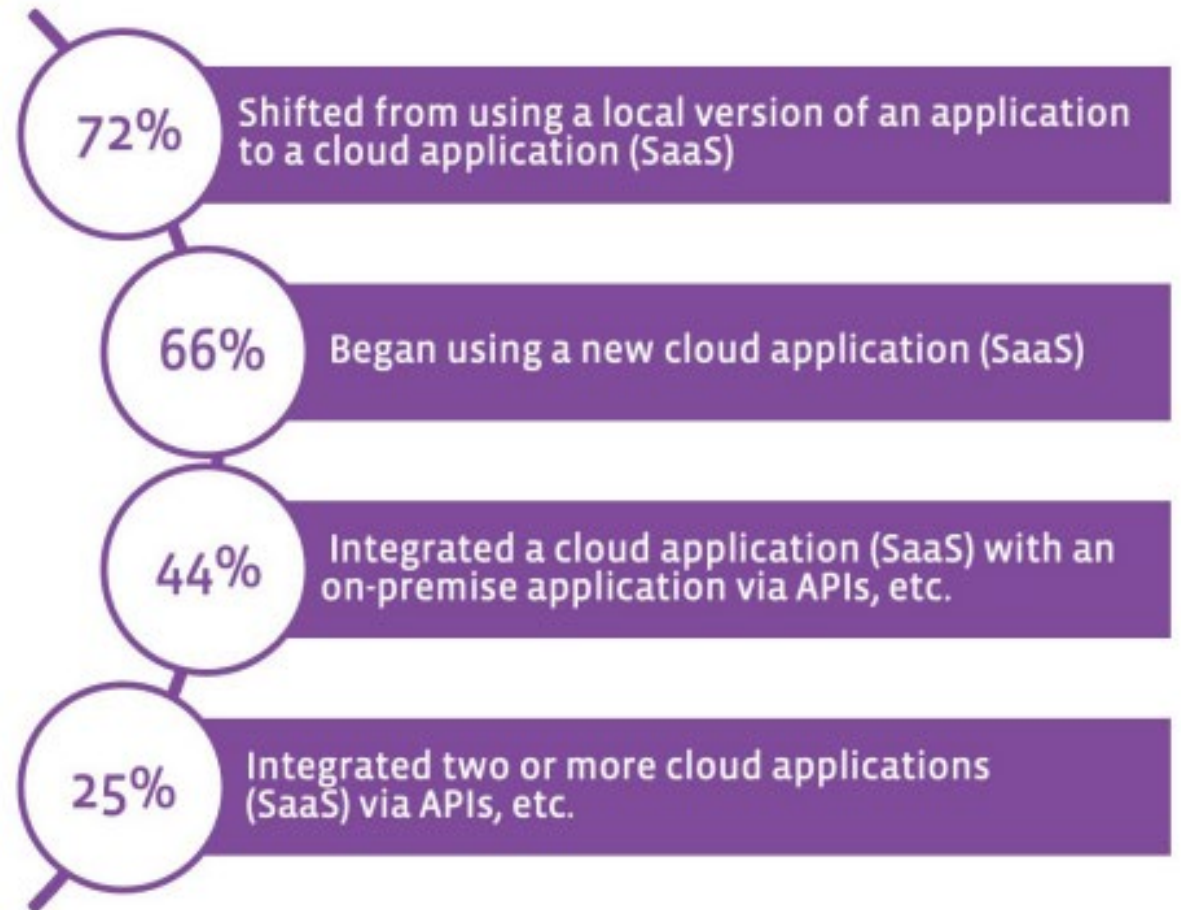 72%
Shifted from using a local version of an application
to a cloud application (SaaS)
66%
Began using a new cloud application (SaaS)
44%
Integrated a cloud application (SaaS) with an
on-premise application via APIs, etc.
25%
Integrated two or more cloud applications
(SaaS) via APIs, etc.